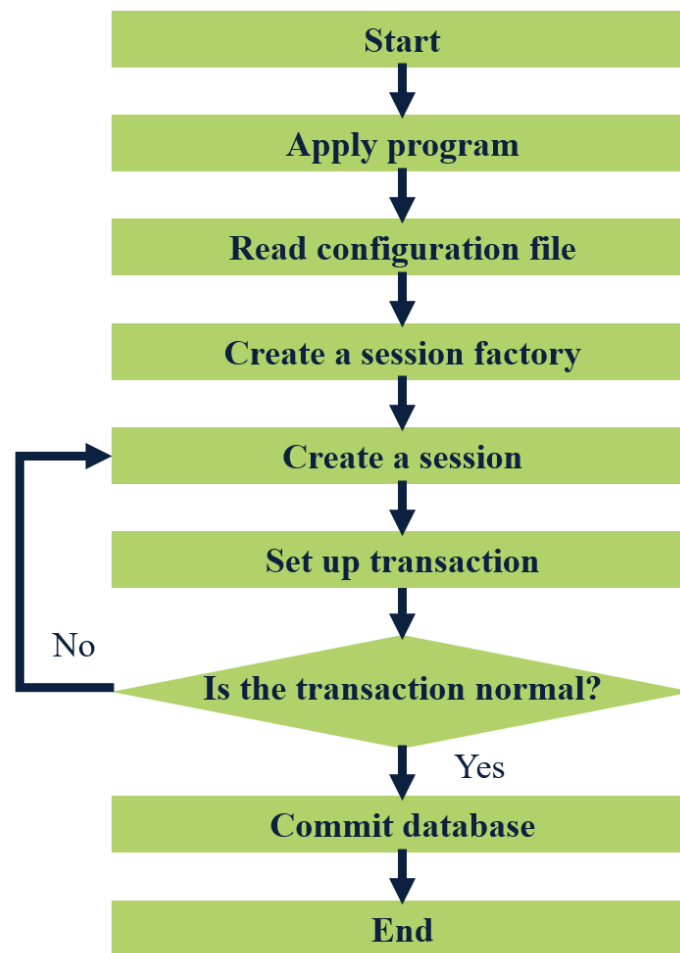 Start
Apply program
Read configuration file
Create a session factory
Create a session
Set up transaction
No
Is the transaction normal?
Yes
Commit database
End